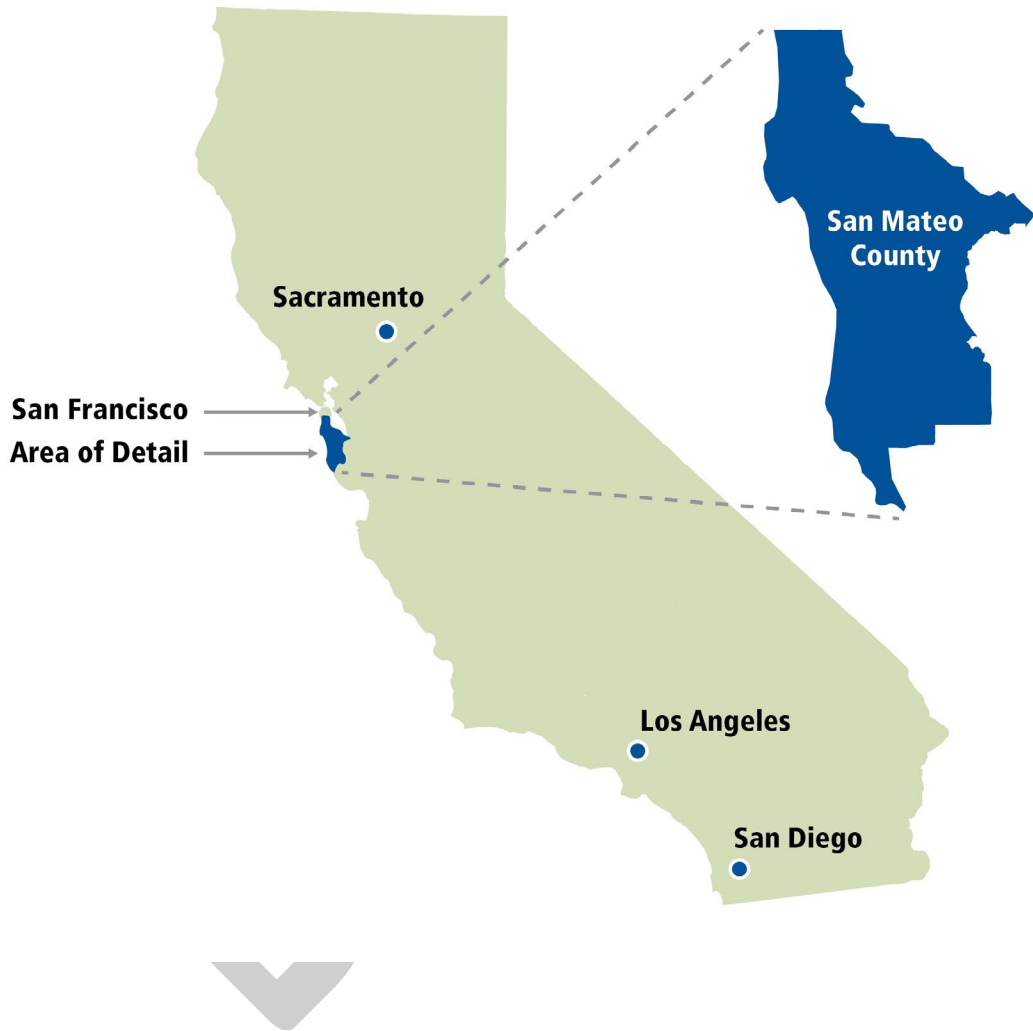 San Mateo
County
Sacramento
San Francisco
Area of Detail
Los Angeles
San Diego